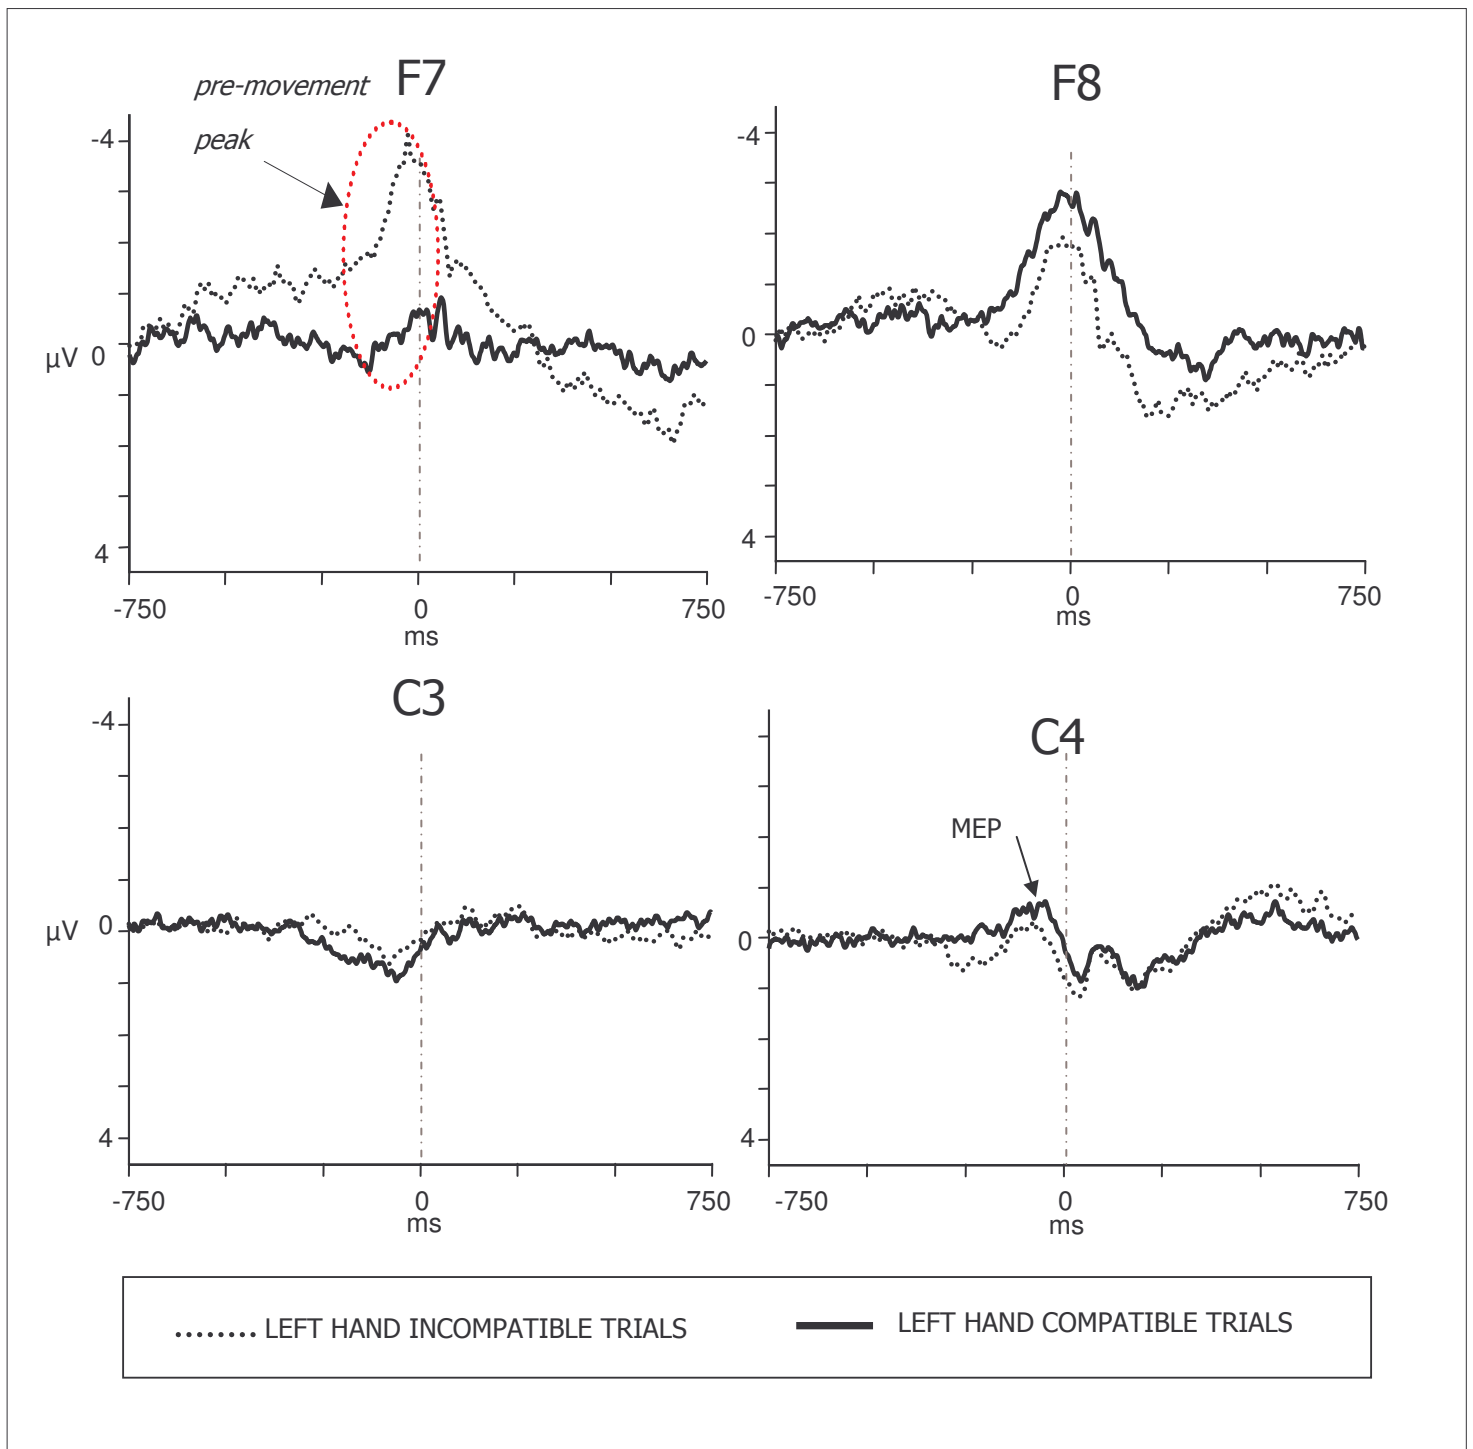 pre-movement
peak
F7
-4
μV 0
4
-750 0 750
ms
F8
-4
0
4
-750 0 750
ms
C3
-4
μV 0
4
-750 0 750
ms
C4
MEP
0
4
-750 0 750
ms
LEFT HAND INCOMPATIBLE TRIALS
LEFT HAND COMPATIBLE TRIALS